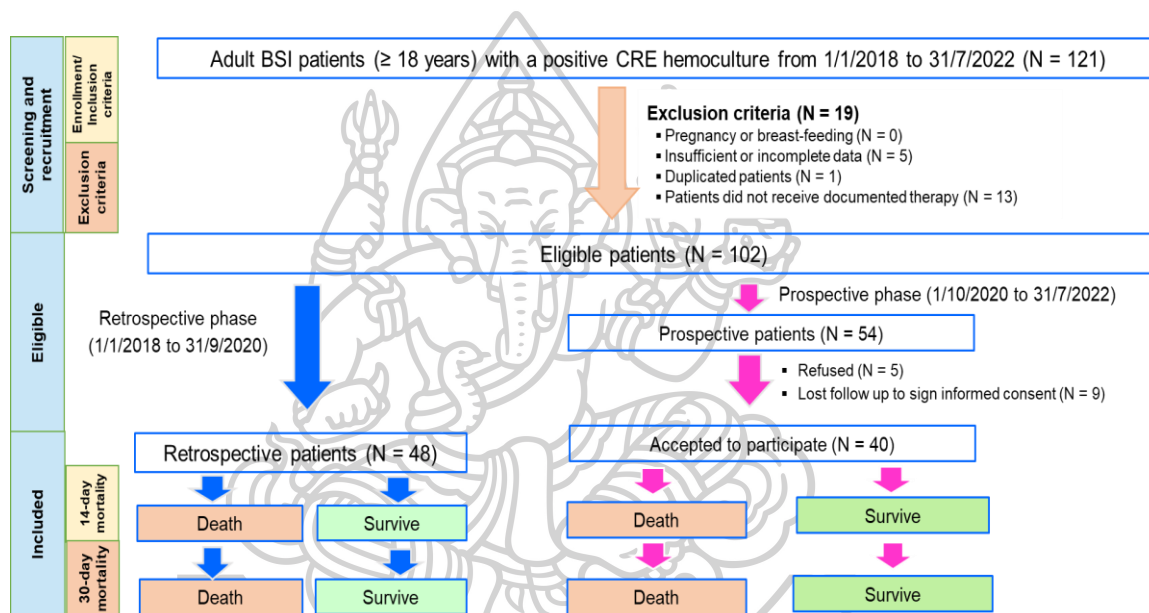 Screening and recruitment
Enrollment/ Inclusion criteria
Exclusion criteria
Adult BSI patients (≥ 18 years) with a positive CRE hemoculture from 1/1/2018 to 31/7/2022 (N = 121)
Exclusion criteria (N = 19)
▪ Pregnancy or breast-feeding (N = 0)
▪ Insufficient or incomplete data (N = 5)
▪ Duplicated patients (N = 1)
▪ Patients did not receive documented therapy (N = 13)
Eligible
Eligible patients (N = 102)
Retrospective phase
(1/1/2018 to 31/9/2020)
Prospective phase (1/10/2020 to 31/7/2022)
Prospective patients (N = 54)
▪ Refused (N = 5)
▪ Lost follow up to sign informed consent (N = 9)
Included
Retrospective patients (N = 48)
Accepted to participate (N = 40)
14-day mortality
Death
Survive
Death
Survive
30-day mortality
Death
Survive
Death
Survive